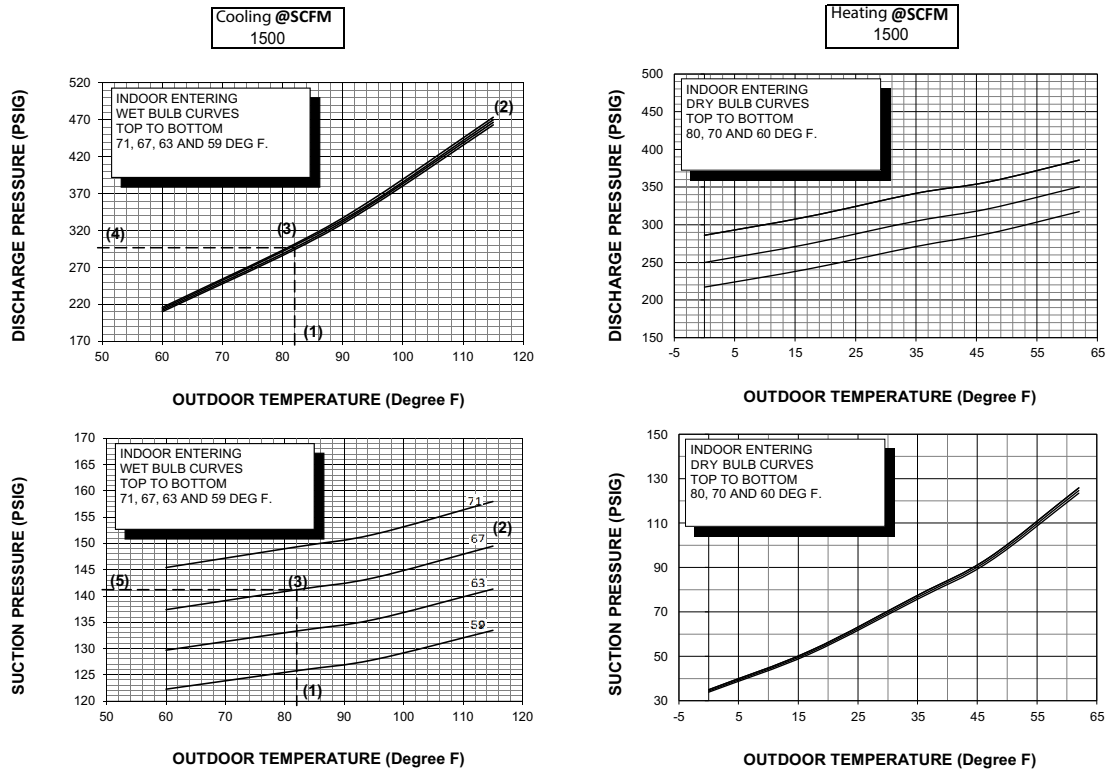 Cooling @SCFM
1500
DISCHARGE PRESSURE (PSIG)
520
470
420
370
320
270
220
170
INDOOR ENTERING
WET BULB CURVES
TOP TO BOTTOM
71, 67, 63 AND 59 DEG F.
(2)
(3)
(4)
(1)
50 60 70 80 90 100 110 120
OUTDOOR TEMPERATURE (Degree F)
Heating @SCFM
1500
DISCHARGE PRESSURE (PSIG)
500
450
400
350
300
250
200
150
INDOOR ENTERING
DRY BULB CURVES
TOP TO BOTTOM
80, 70 AND 60 DEG F.
-5 5 15 25 35 45 55 65
OUTDOOR TEMPERATURE (Degree F)
SUCTION PRESSURE (PSIG)
170
165
160
155
150
145
140
135
130
125
120
INDOOR ENTERING
WET BULB CURVES
TOP TO BOTTOM
71, 67, 63 AND 59 DEG F.
71
(2)
67
(5)
(3)
63
59
(1)
50 60 70 80 90 100 110 120
OUTDOOR TEMPERATURE (Degree F)
SUCTION PRESSURE (PSIG)
150
130
110
90
70
50
30
INDOOR ENTERING
DRY BULB CURVES
TOP TO BOTTOM
80, 70 AND 60 DEG F.
-5 5 15 25 35 45 55 65
OUTDOOR TEMPERATURE (Degree F)